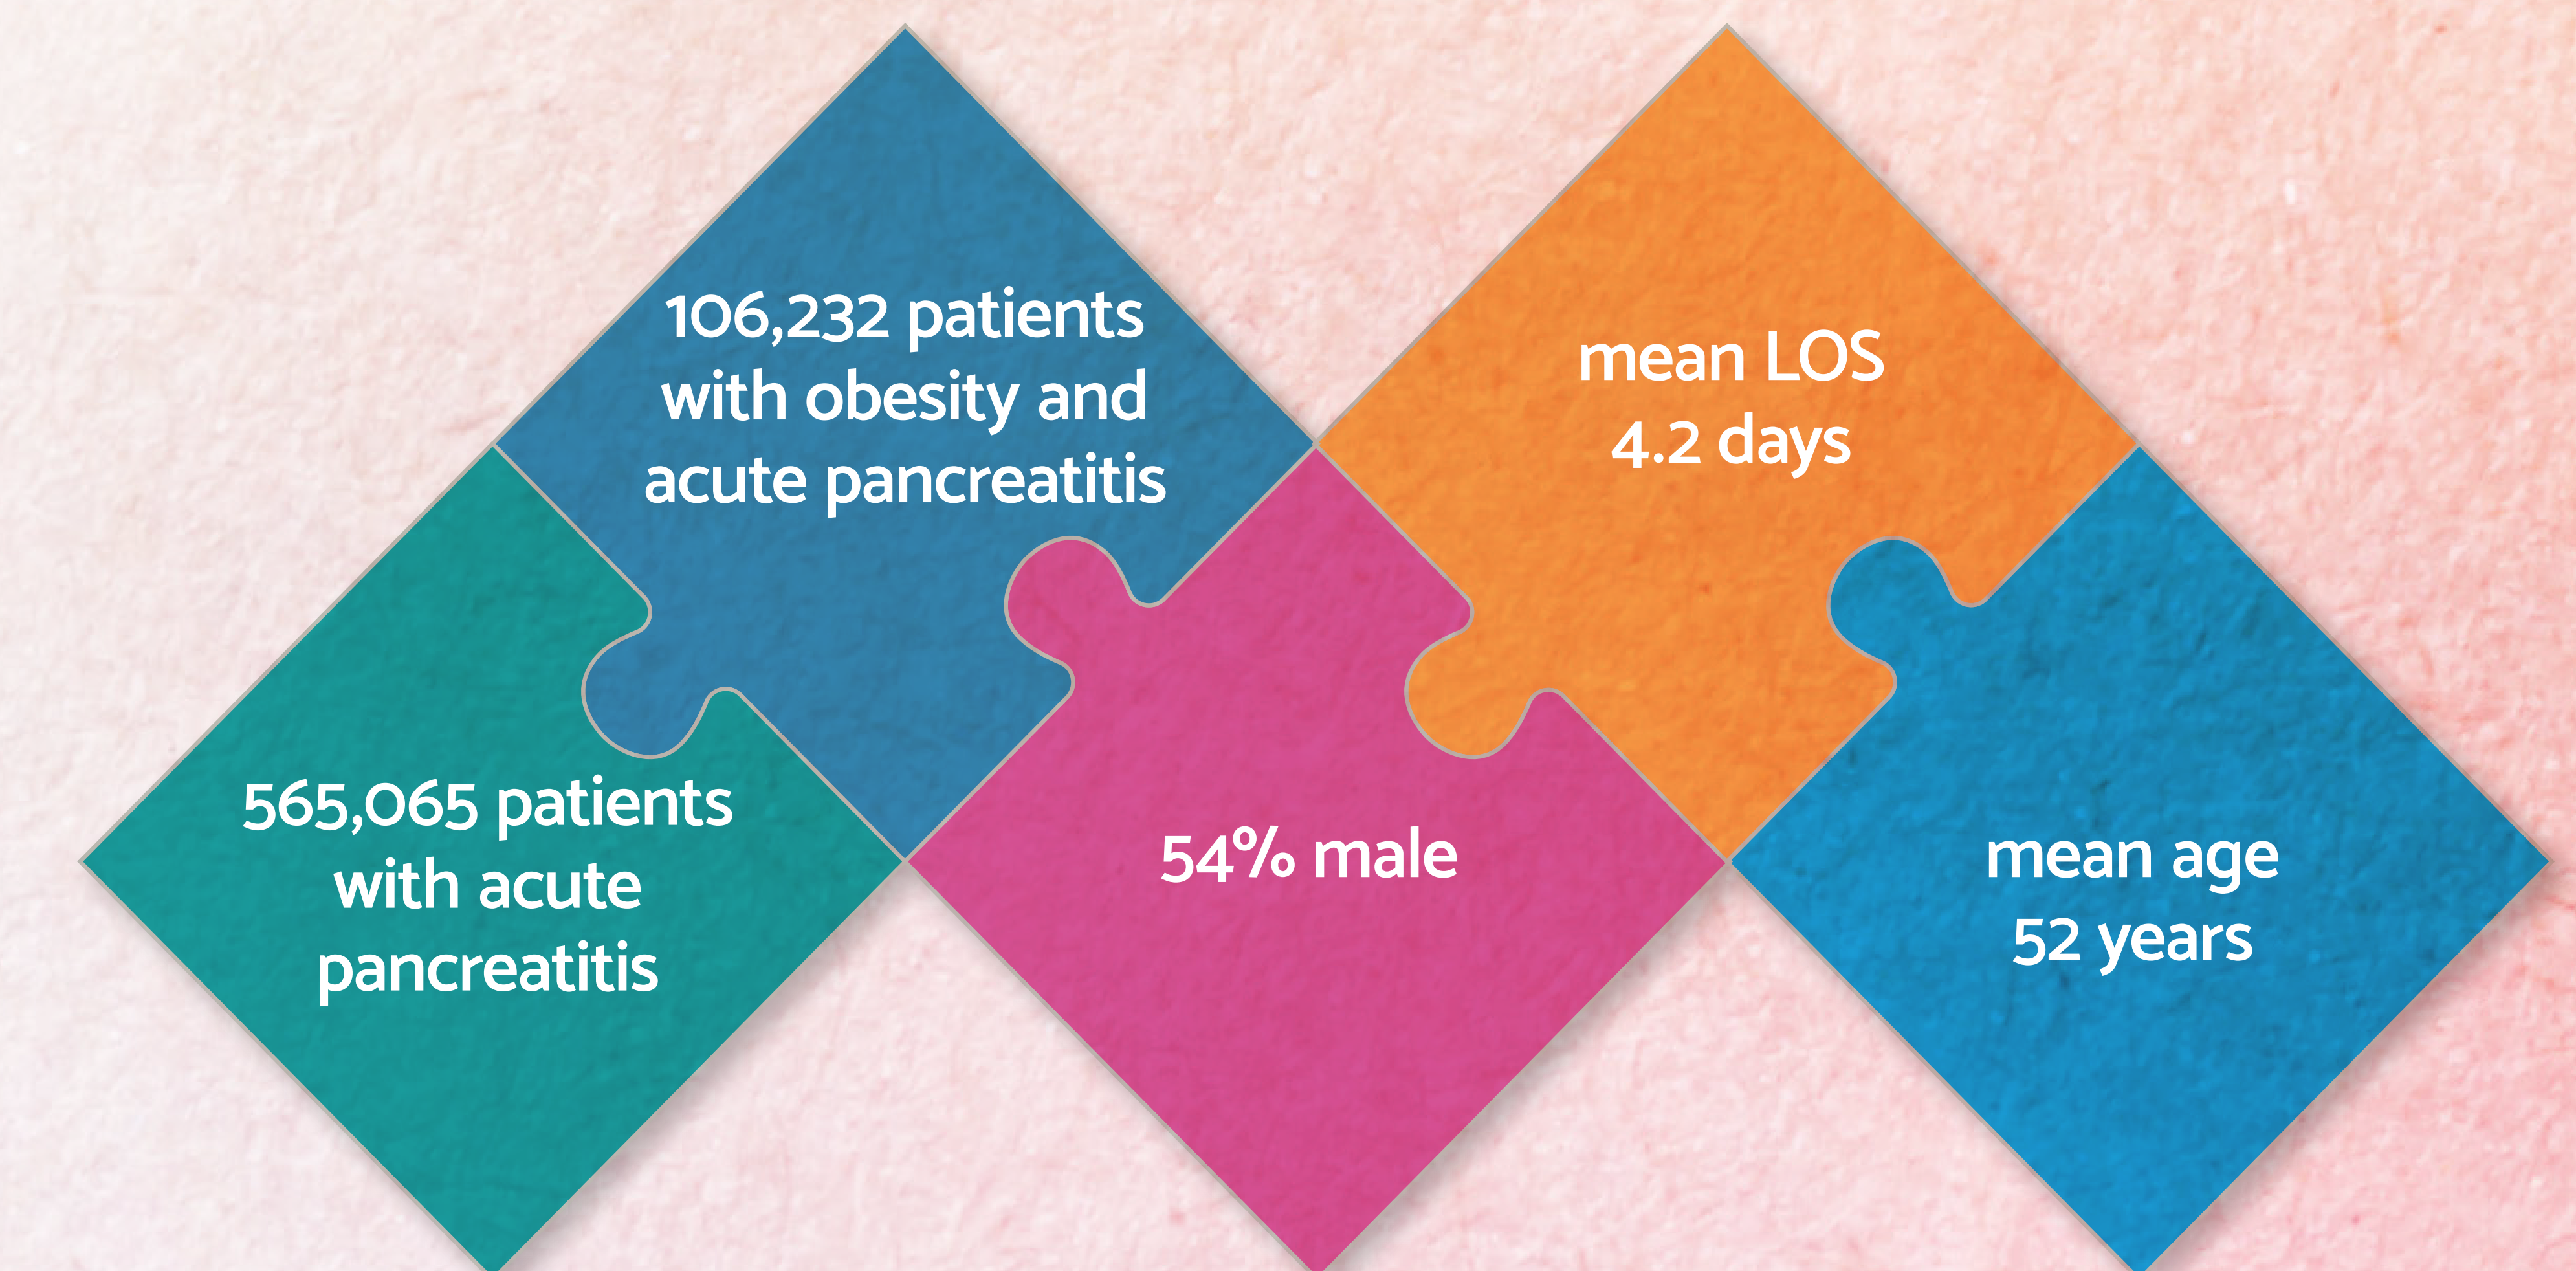 106,232 patients
with obesity and
acute pancreatitis
mean LOS
4.2 days
565,065 patients
with acute
pancreatitis
54% male
mean age
52 years